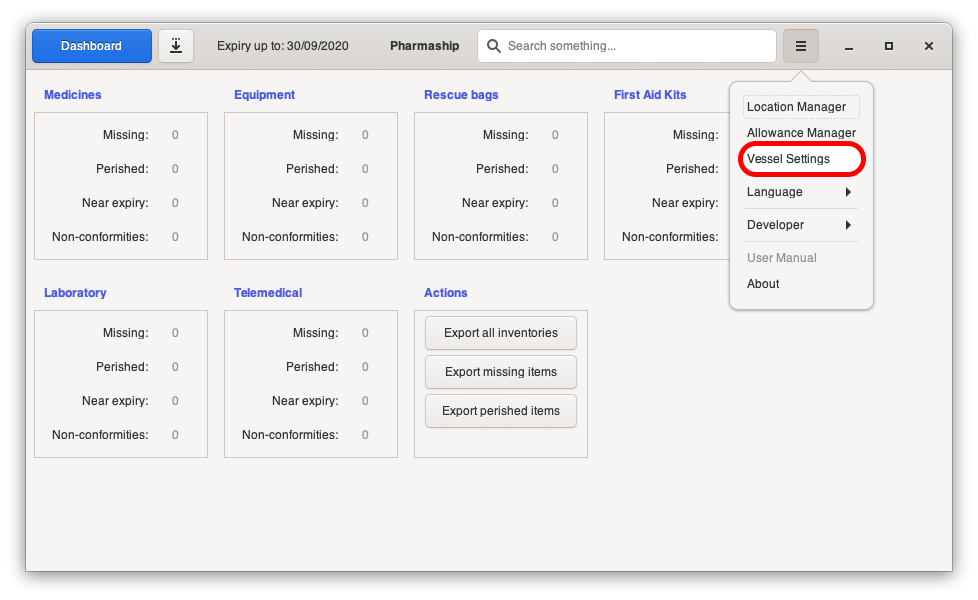 Dashboard
Expiry up to: 30/09/2020
Pharmaship
Search something...
Medicines
Missing: 0
Perished: 0
Near expiry: 0
Non-conformities: 0
Equipment
Missing: 0
Perished: 0
Near expiry: 0
Non-conformities: 0
Rescue bags
Missing: 0
Perished: 0
Near expiry: 0
Non-conformities: 0
First Aid Kits
Missing:
Perished:
Near expiry:
Non-conformities:
Location Manager
Allowance Manager
Vessel Settings
Language
Developer
User Manual
About
Laboratory
Missing: 0
Perished: 0
Near expiry: 0
Non-conformities: 0
Telemedical
Missing: 0
Perished: 0
Near expiry: 0
Non-conformities: 0
Actions
Export all inventories
Export missing items
Export perished items